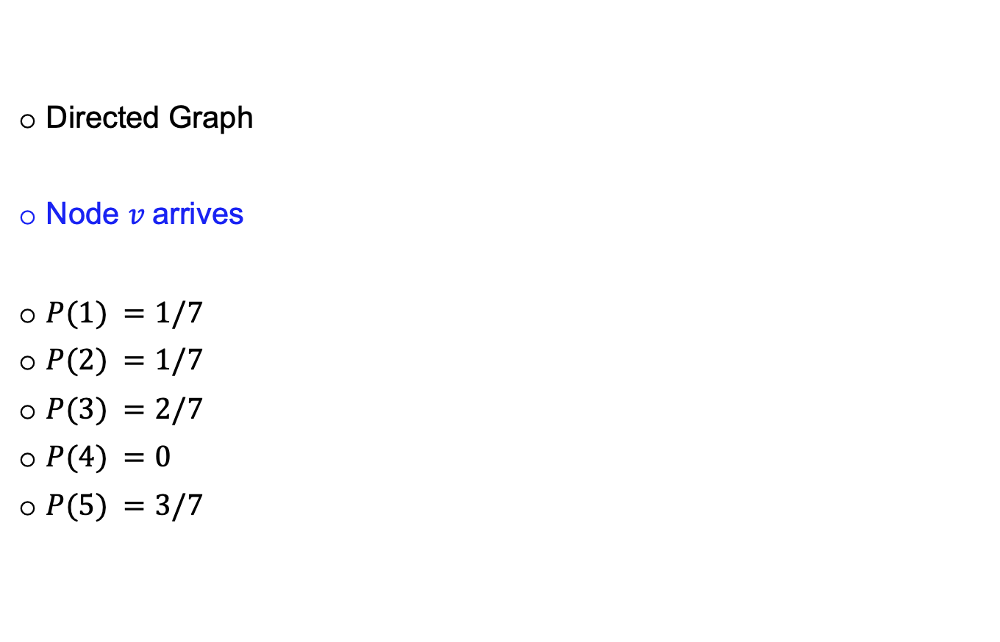 ○ Directed Graph
○ Node 𝑣 arrives
○ 𝑃(1) = 1/7
○ 𝑃(2) = 1/7
○ 𝑃(3) = 2/7
○ 𝑃(4) = 0
○ 𝑃(5) = 3/7